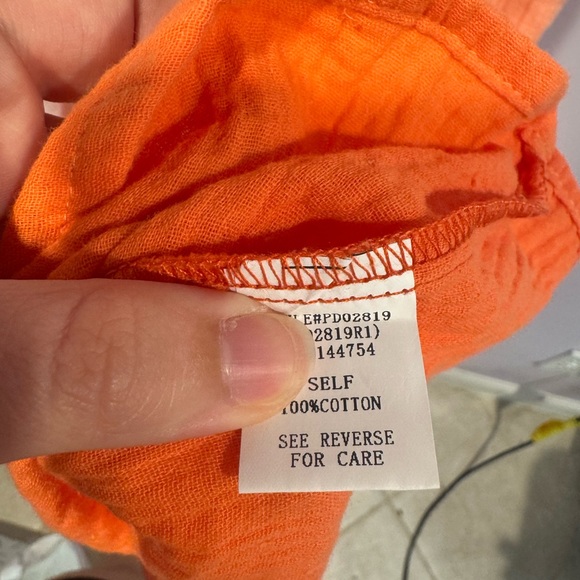 LE#PD02819
02819R1)
144754
SELF
100%COTTON
SEE REVERSE
FOR CARE